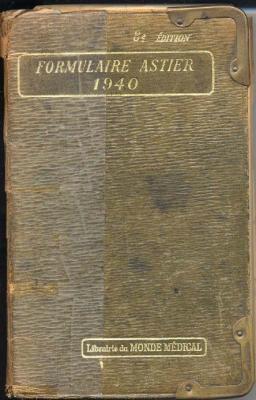 8e ÉDITION
FORMULAIRE ASTIER
1940
Librairie du MONDE MÉDICAL